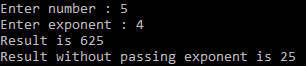 Enter number : 5
Enter exponent : 4
Result is 625
Result without passing exponent is 25